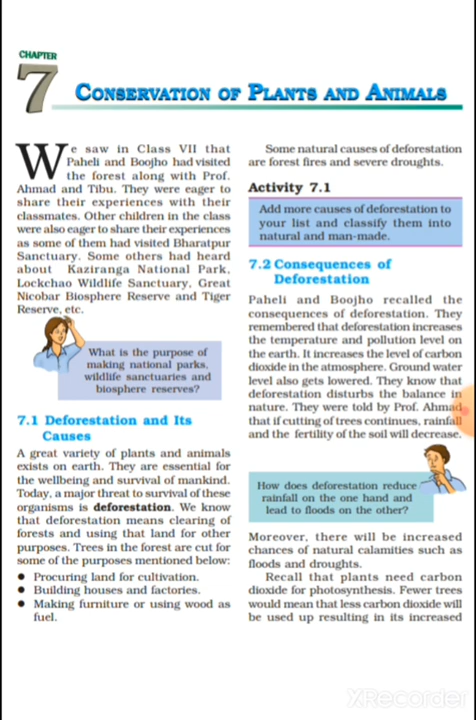 CHAPTER
7
CONSERVATION OF PLANTS AND ANIMALS
We saw in Class VII that
Paheli and Boojho had visited
the forest along with Prof.
Ahmad and Tibu. They were eager to
share their experiences with their
classmates. Other children in the class
were also eager to share their experiences
as some of them had visited Bharatpur
Sanctuary. Some others had heard
about Kaziranga National Park,
Lockchao Wildlife Sanctuary, Great
Nicobar Biosphere Reserve and Tiger
Reserve, etc.
What is the purpose of
making national parks,
wildlife sanctuaries and
biosphere reserves?
7.1 Deforestation and Its
Causes
A great variety of plants and animals
exists on earth. They are essential for
the wellbeing and survival of mankind.
Today, a major threat to survival of these
organisms is deforestation. We know
that deforestation means clearing of
forests and using that land for other
purposes. Trees in the forest are cut for
some of the purposes mentioned below:
● Procuring land for cultivation.
● Building houses and factories.
● Making furniture or using wood as
fuel.
Some natural causes of deforestation
are forest fires and severe droughts.
Activity 7.1
Add more causes of deforestation to
your list and classify them into
natural and man-made.
7.2 Consequences of
Deforestation
Paheli and Boojho recalled the
consequences of deforestation. They
remembered that deforestation increases
the temperature and pollution level on
the earth. It increases the level of carbon
dioxide in the atmosphere. Ground water
level also gets lowered. They know that
deforestation disturbs the balance in
nature. They were told by Prof. Ahmad
that if cutting of trees continues, rainfall
and the fertility of the soil will decrease.
How does deforestation reduce
rainfall on the one hand and
lead to floods on the other?
Moreover, there will be increased
chances of natural calamities such as
floods and droughts.
Recall that plants need carbon
dioxide for photosynthesis. Fewer trees
would mean that less carbon dioxide will
be used up resulting in its increased
XRecorder